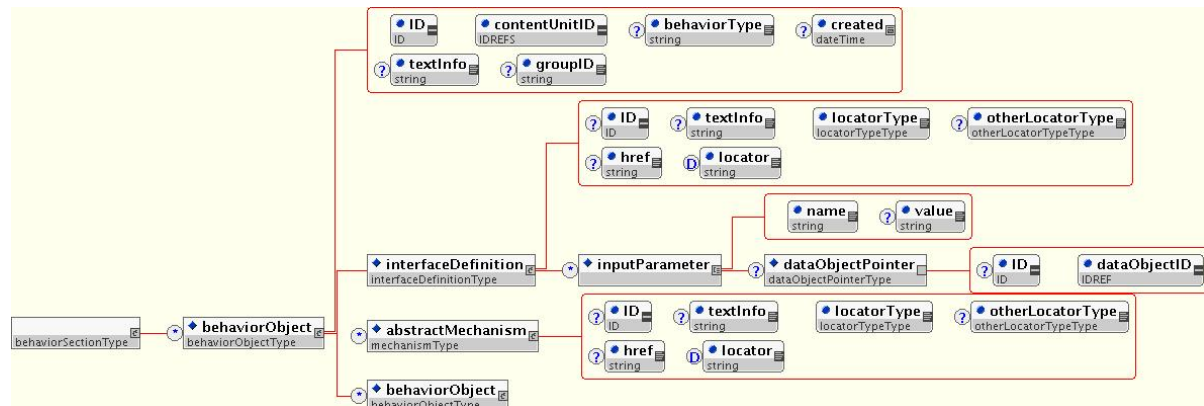 ID contentUnitID ? behaviorType ? created
ID IDREFS string dateTime
? textInfo ? groupID
string string
? ID ? textInfo locatorType ? otherLocatorType
ID string locatorTypeType otherLocatorTypeType
? href D locator
string string
name ? value
string string
interfaceDefinition * inputParameter ? dataObjectPointer ? ID dataObjectID
interfaceDefinitionType dataObjectPointerType ID IDREF
? ID ? textInfo locatorType ? otherLocatorType
ID string locatorTypeType otherLocatorTypeType
* behaviorObject * abstractMechanism
behaviorSectionType behaviorObjectType mechanismType
? href D locator
string string
* behaviorObject
behaviorObjectType